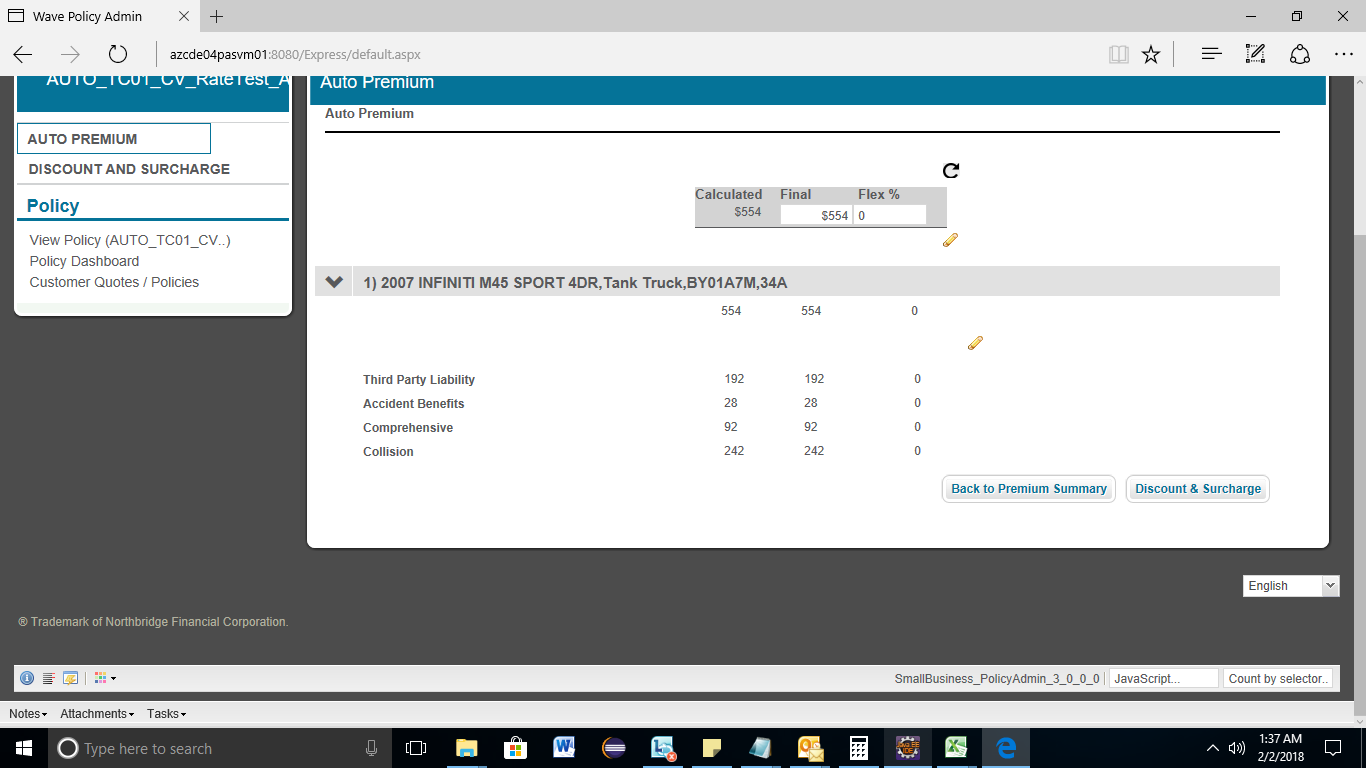 Wave Policy Admin
azcde04pasvm01:8080/Express/default.aspx
AUTO_TC01_CV_RateTest_A
Auto Premium
Auto Premium
AUTO PREMIUM
DISCOUNT AND SURCHARGE
Policy
View Policy (AUTO_TC01_CV..)
Policy Dashboard
Customer Quotes / Policies
Calculated Final Flex %
$554 $554 0
1) 2007 INFINITI M45 SPORT 4DR,Tank Truck,BY01A7M,34A
554 554 0
Third Party Liability 192 192 0
Accident Benefits 28 28 0
Comprehensive 92 92 0
Collision 242 242 0
Back to Premium Summary Discount & Surcharge
English
® Trademark of Northbridge Financial Corporation.
SmallBusiness_PolicyAdmin_3_0_0_0 JavaScript... Count by selector..
Notes Attachments Tasks
Type here to search
1:37 AM
2/2/2018